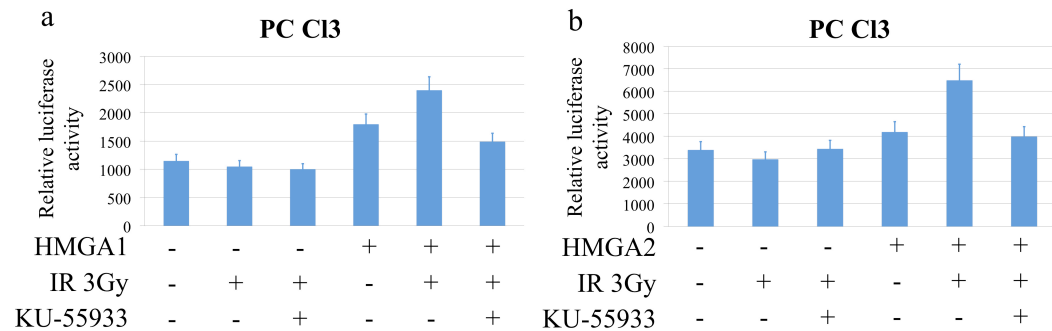 a
PC Cl3
Relative luciferase
activity
3000
2500
2000
1500
1000
500
0
HMGA1 - - - + + +
IR 3Gy - + + - + +
KU-55933 - - + - - +
b
PC Cl3
Relative luciferase
activity
8000
7000
6000
5000
4000
3000
2000
1000
0
HMGA2 - - - + + +
IR 3Gy - + + - + +
KU-55933 - - + - - +